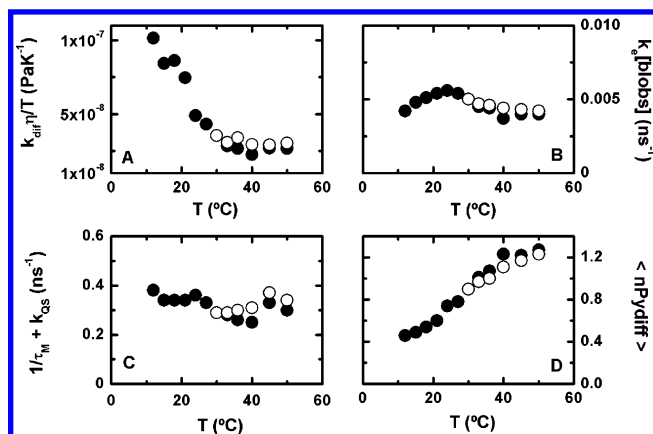 1x10⁻⁷
5x10⁻⁸
1x10⁻⁸
k_dif η/T (PaK⁻¹)
A
0 20 40 60
T (ºC)
0.010
0.005
0
k_e[blobs] (ns⁻¹)
B
0 20 40 60
T (ºC)
0.6
0.4
0.2
0
1/τ_M + k_QS (ns⁻¹)
C
0 20 40 60
T (ºC)
1.2
0.8
0.4
0.0
< nPydiff >
D
0 20 40 60
T (ºC)